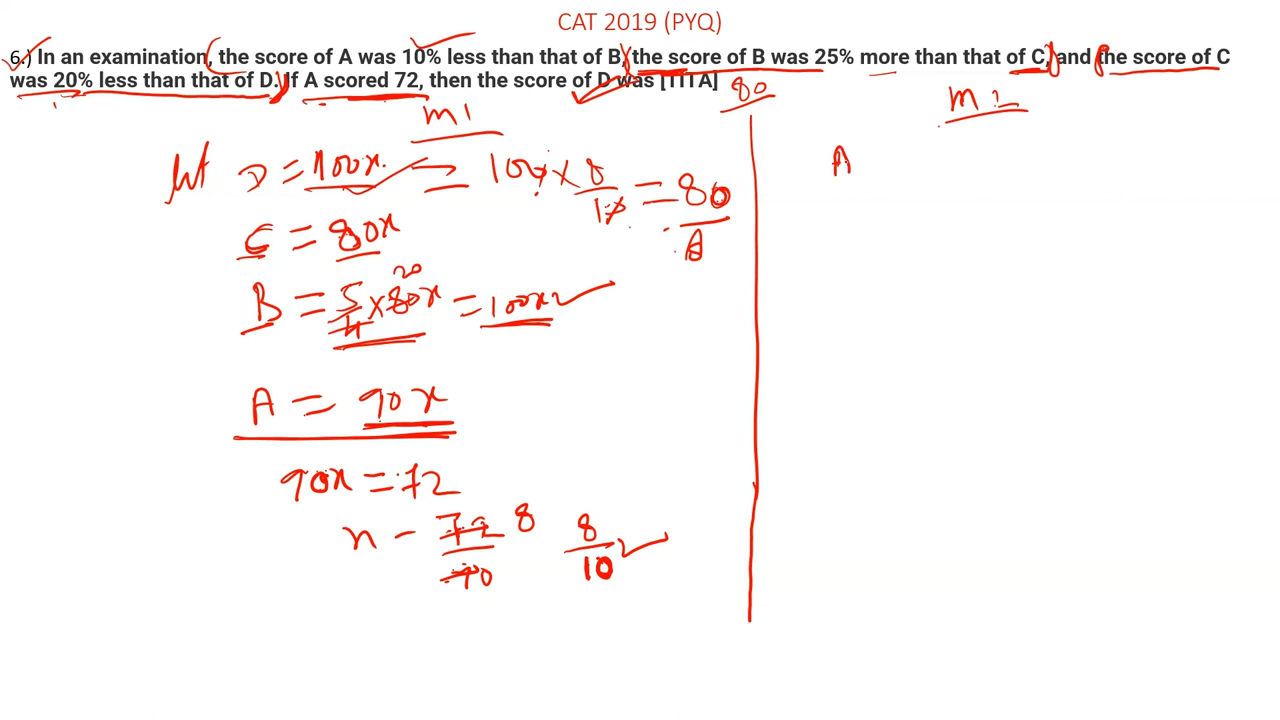 CAT 2019 (PYQ)
6.) In an examination, the score of A was 10% less than that of B, the score of B was 25% more than that of C, and the score of C
was 20% less than that of D. If A scored 72, then the score of D was [TITA]
80
m1
m2
let D = 100x = 100 × 8/10 = 80
A
C = 80x
20
B = 5/4 × 80x = 100x
A = 90x
90x = 72
x = 72/90 8 8/10